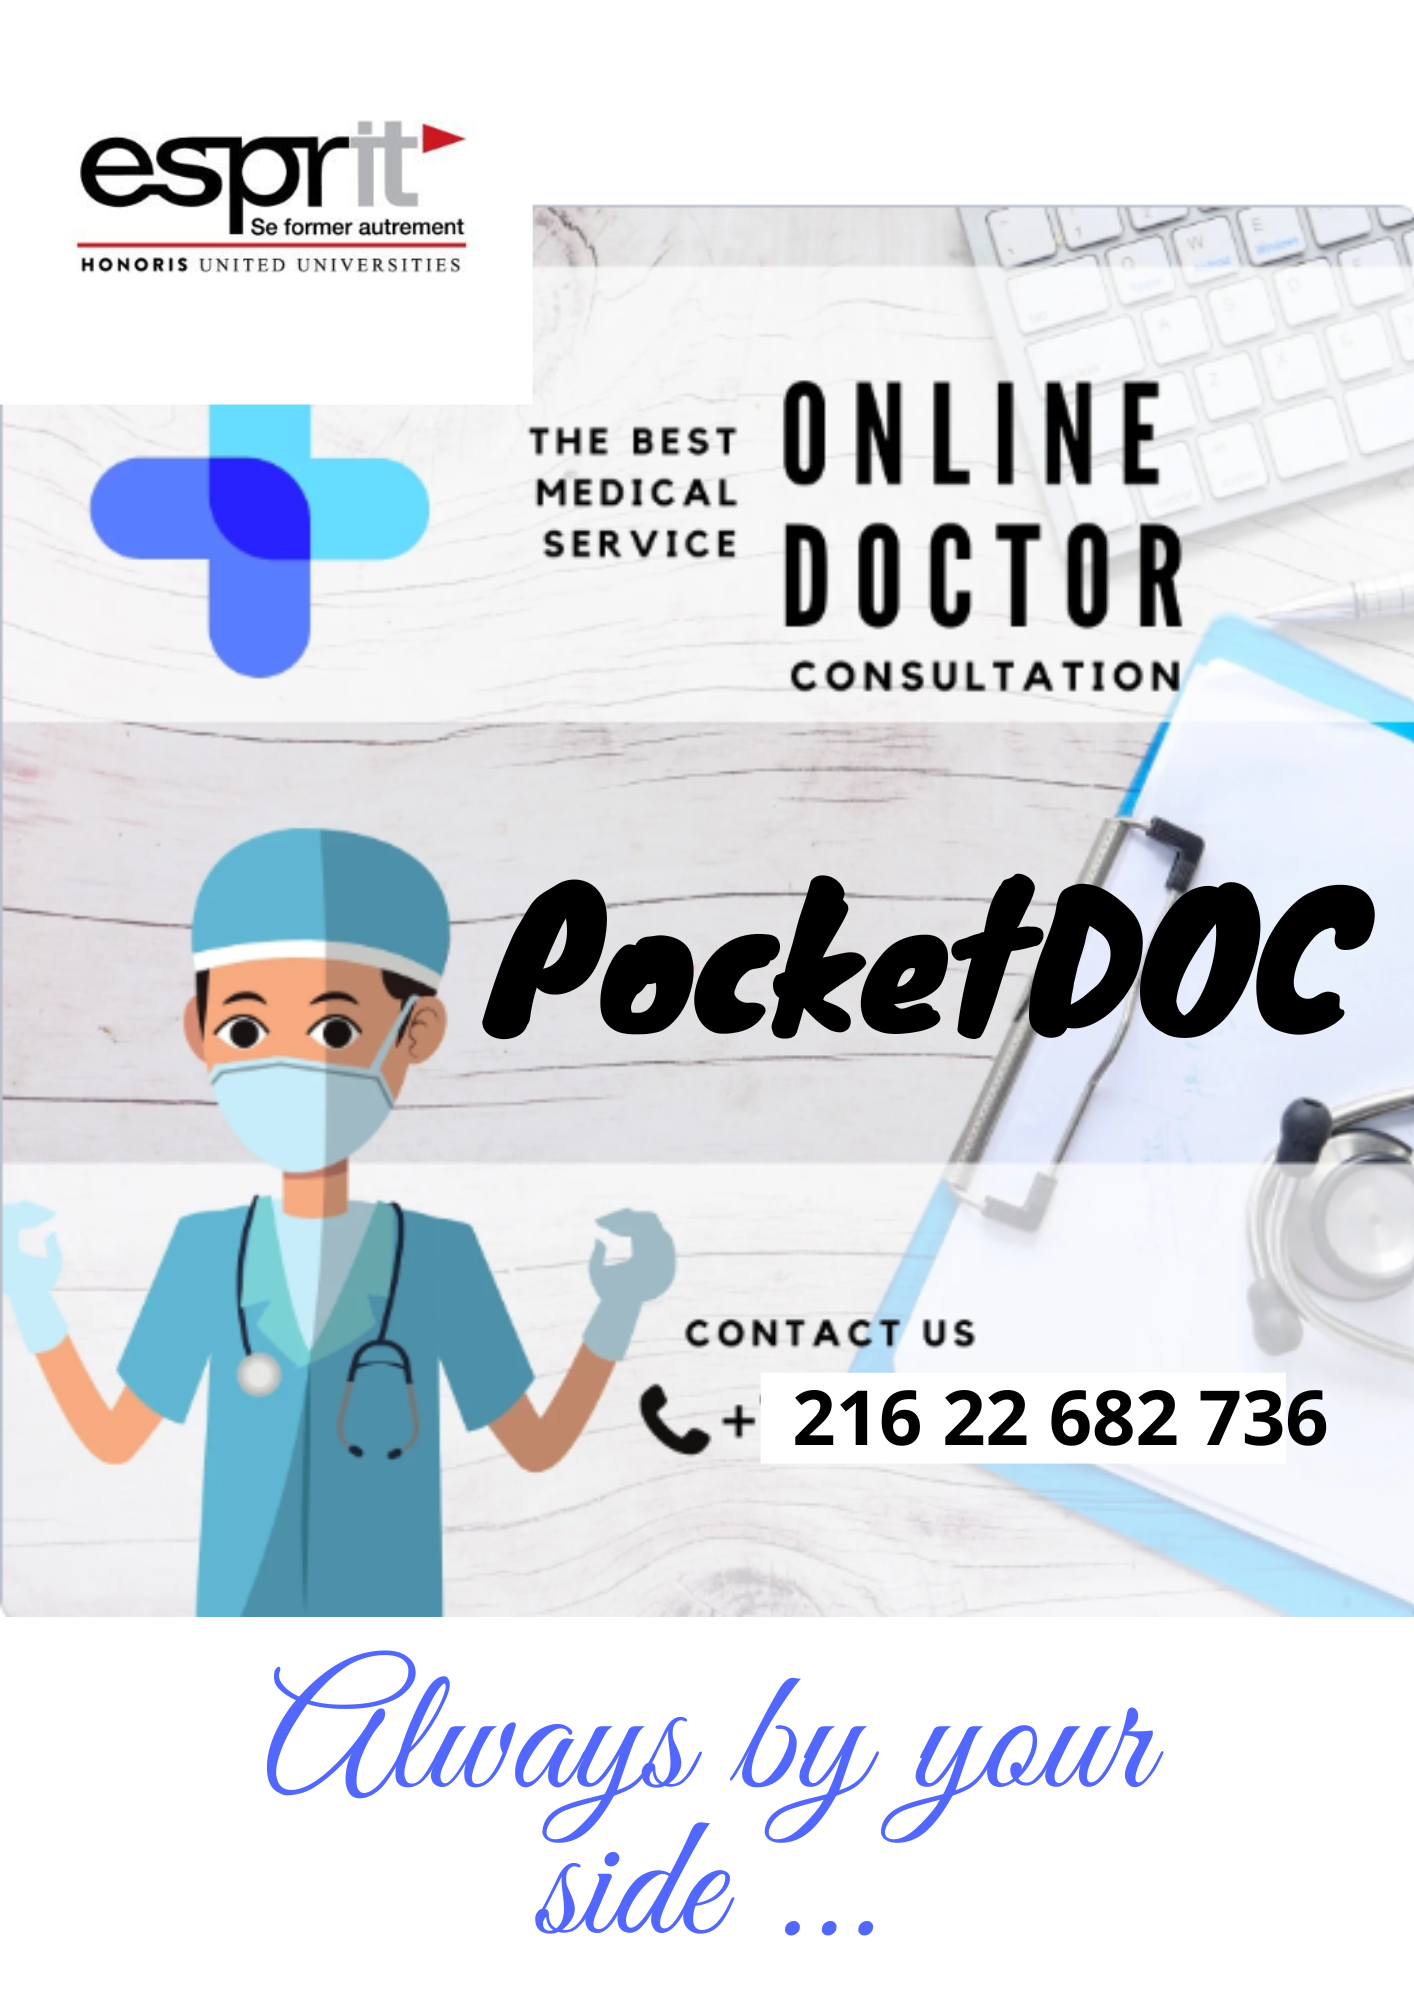 esprit
Se former autrement
HONORIS UNITED UNIVERSITIES
THE BEST
MEDICAL
SERVICE
ONLINE
DOCTOR
CONSULTATION
PocketDOC
CONTACT US
+ 216 22 682 736
Always by your
side ...